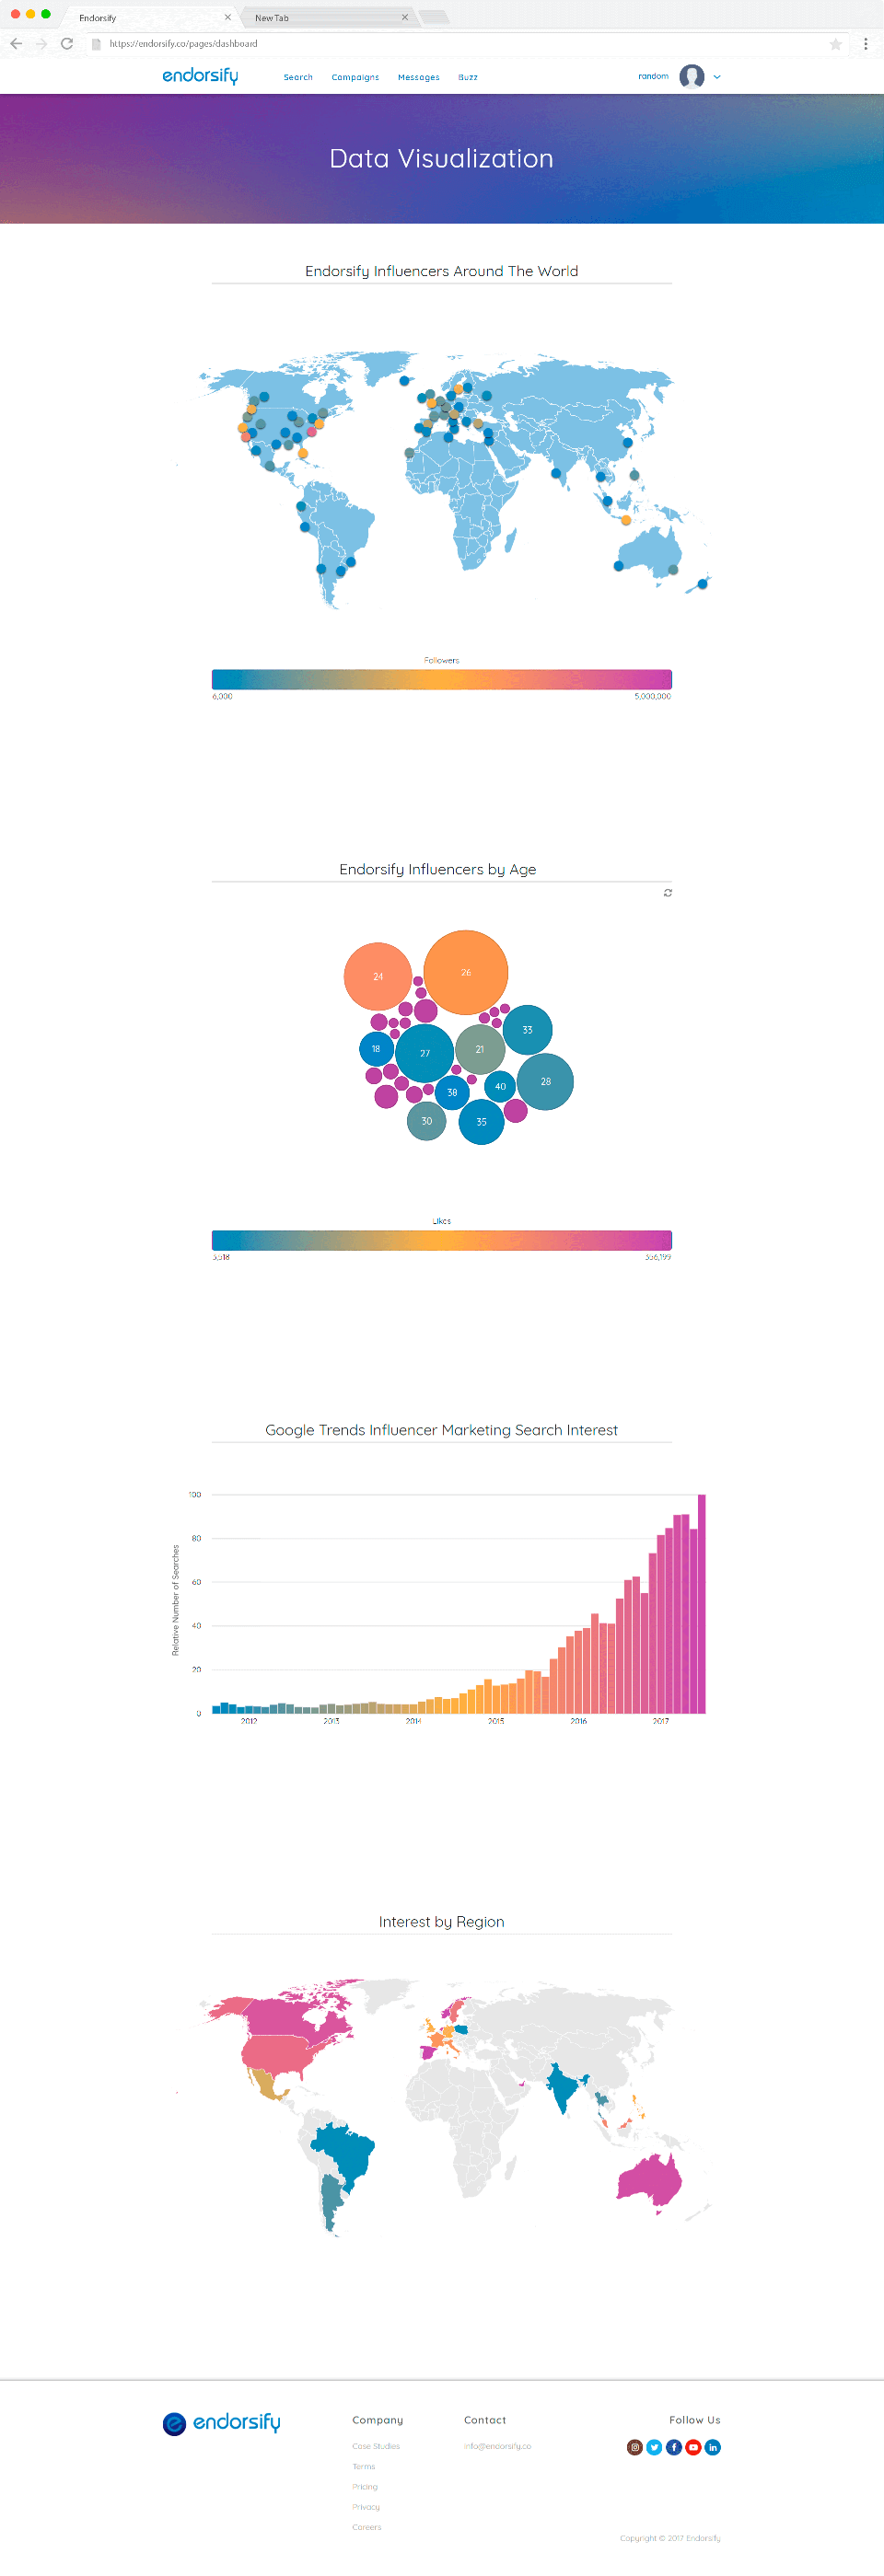 Endorsify
New Tab
https://endorsify.co/pages/dashboard
endorsify Search Campaigns Messages Buzz random
Data Visualization
Endorsify Influencers Around The World
Followers
6,000 5,000,000
Endorsify Influencers by Age
24 26
33
18 27 21
38 40 28
30 35
Likes
3,518 356,199
Google Trends Influencer Marketing Search Interest
100
80
60
40
20
0
Relative Number of Searches
2012 2013 2014 2015 2016 2017
Interest by Region
endorsify
Company
Case Studies
Terms
Pricing
Privacy
Careers
Contact
info@endorsify.co
Follow Us
Copyright © 2017 Endorsify